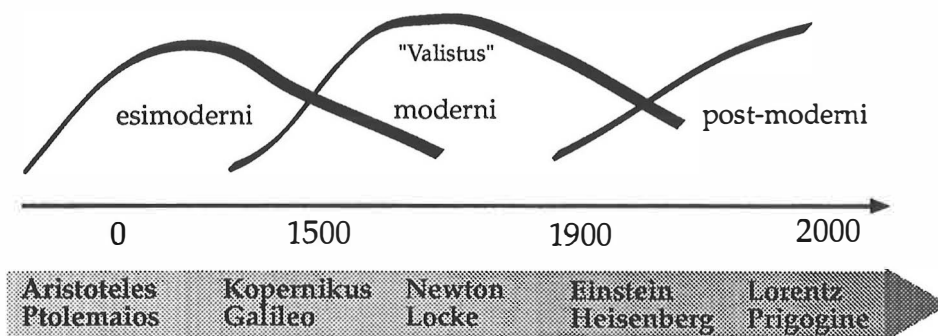 "Valistus"
esimoderni
moderni
post-moderni
0 1500 1900 2000
Aristoteles Kopernikus Newton Einstein Lorentz
Ptolemaios Galileo Locke Heisenberg Prigogine